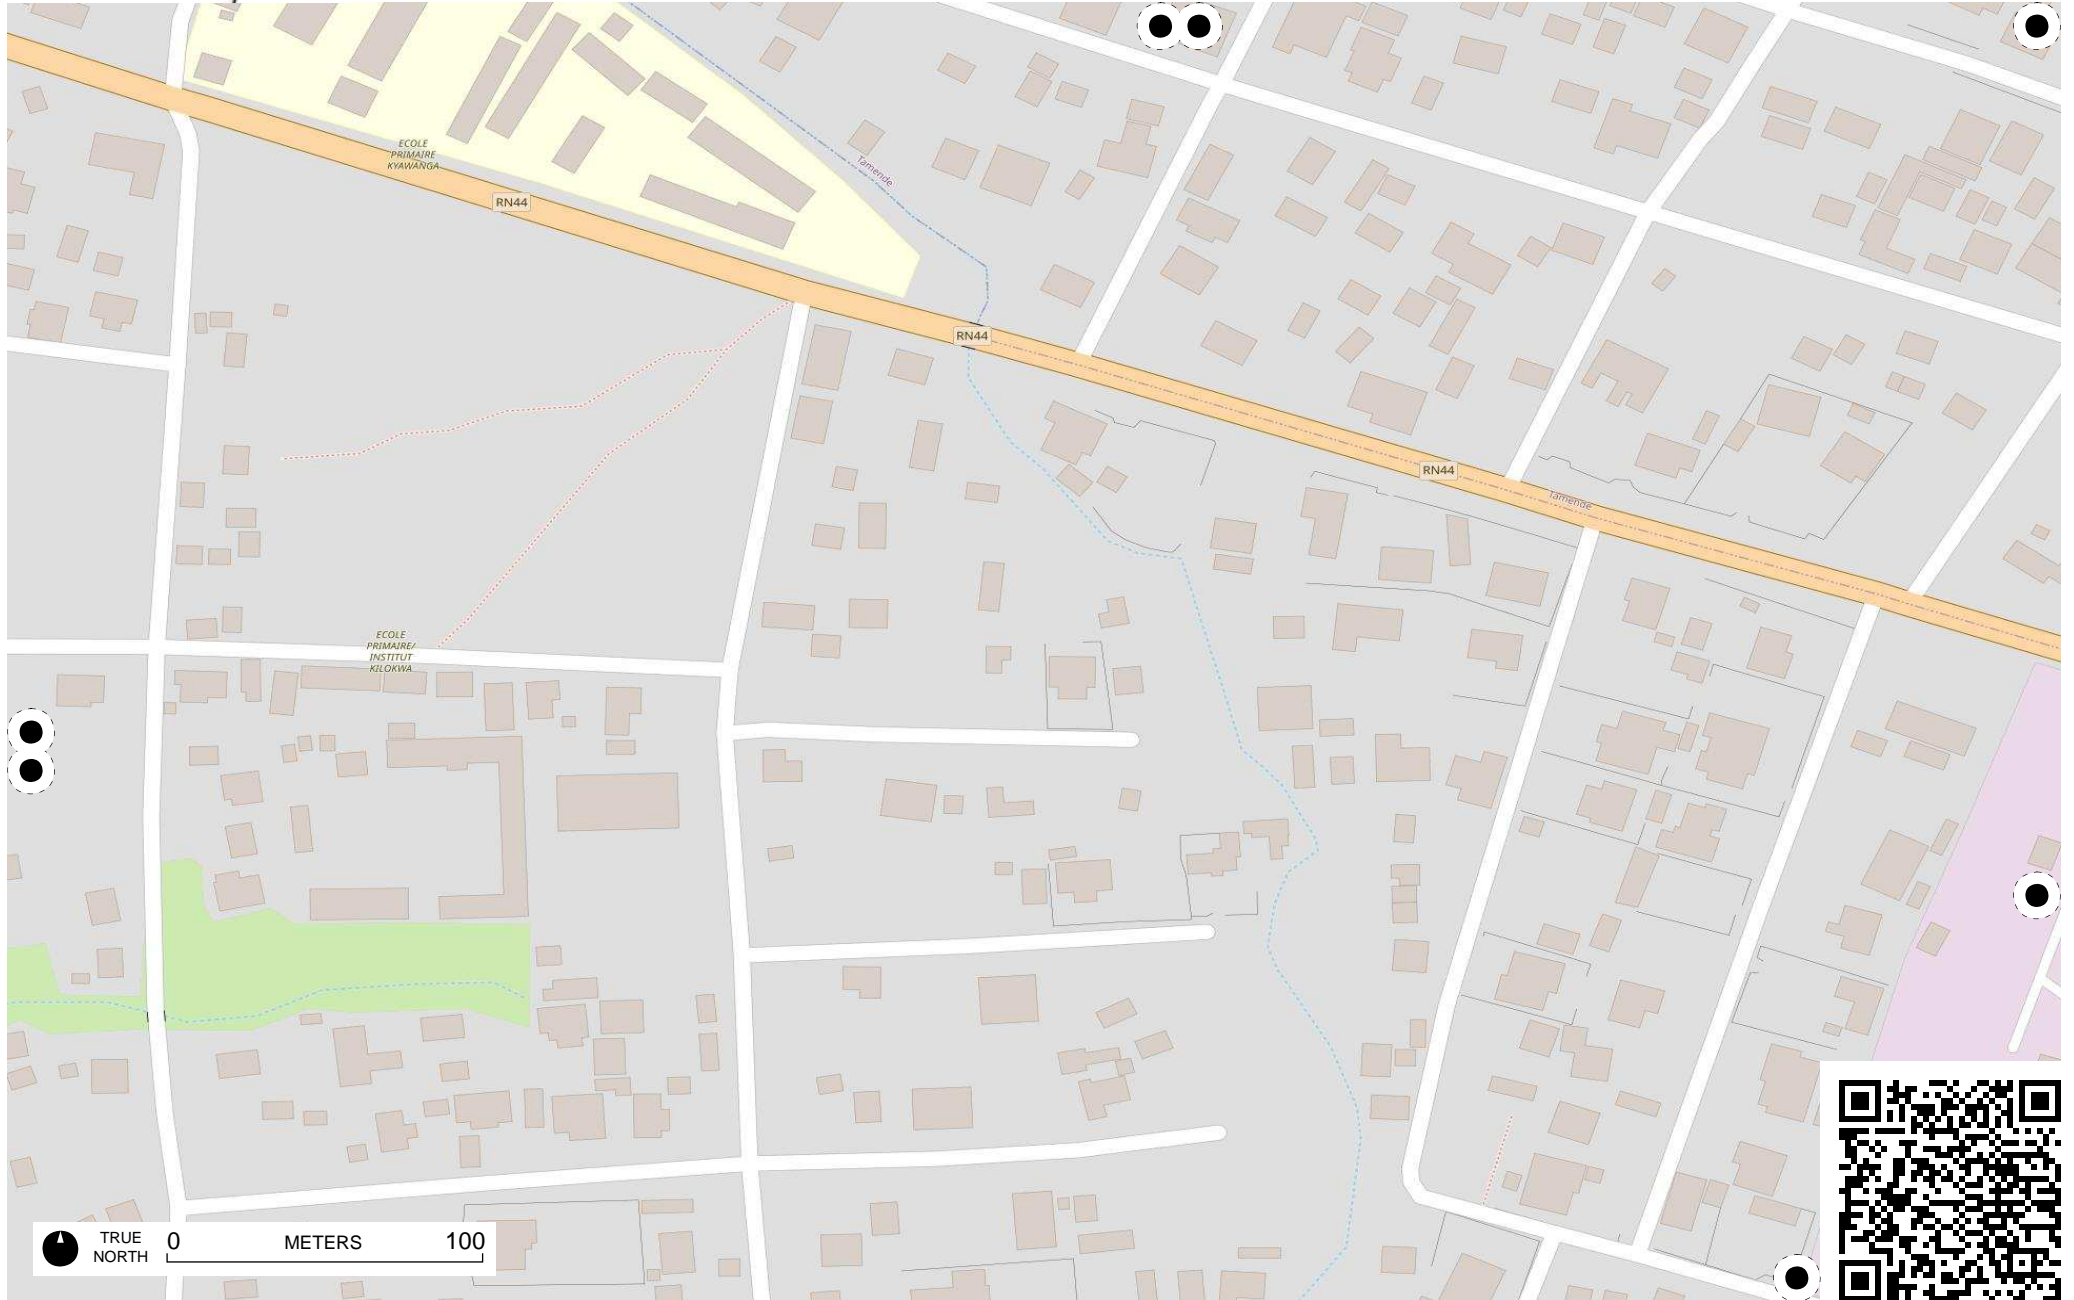 ECOLE
PRIMAIRE
KYAWANGA
Tamende
RN44
RN44
RN44
Tamende
ECOLE
PRIMAIRE/
INSTITUT
KILOKWA
TRUE
NORTH
0 METERS 100